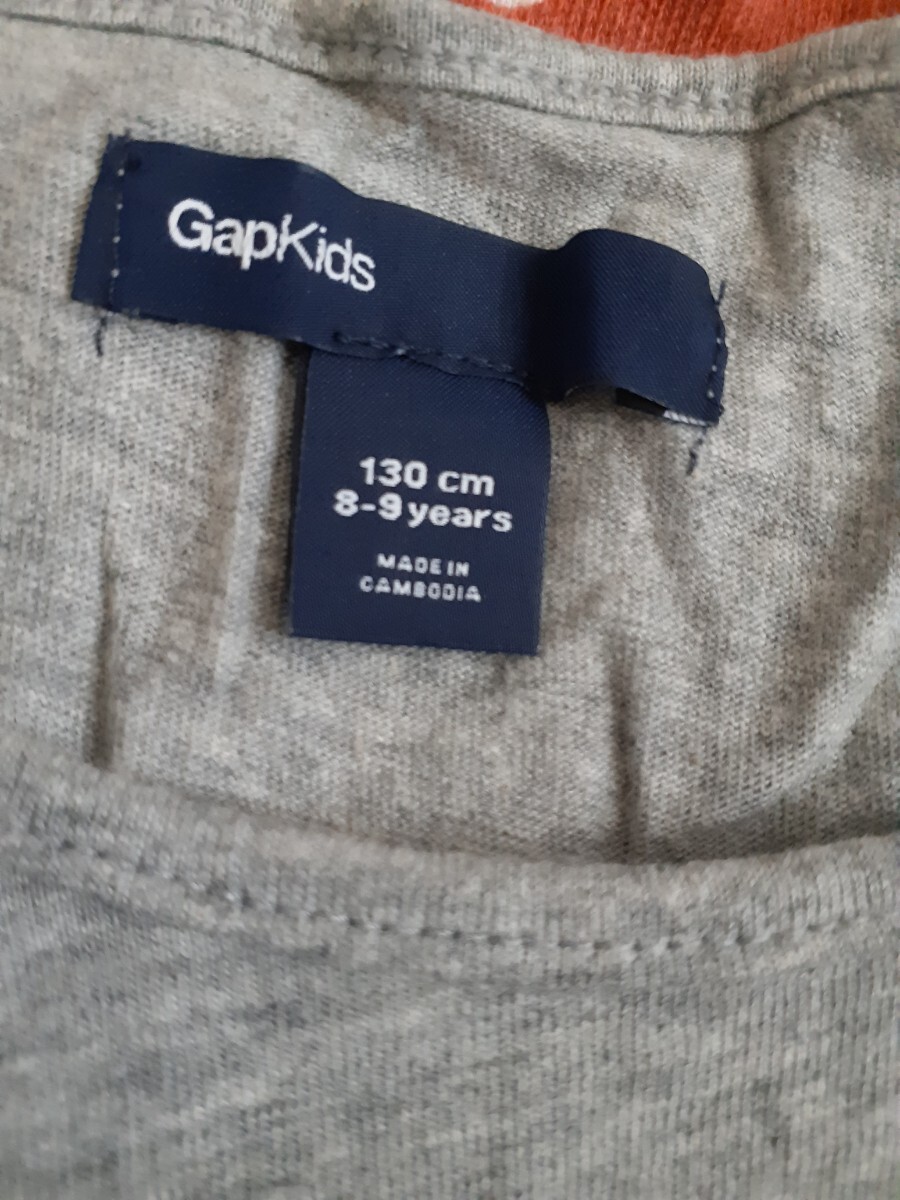 GapKids
130 cm
8-9 years
MADE IN
CAMBODIA